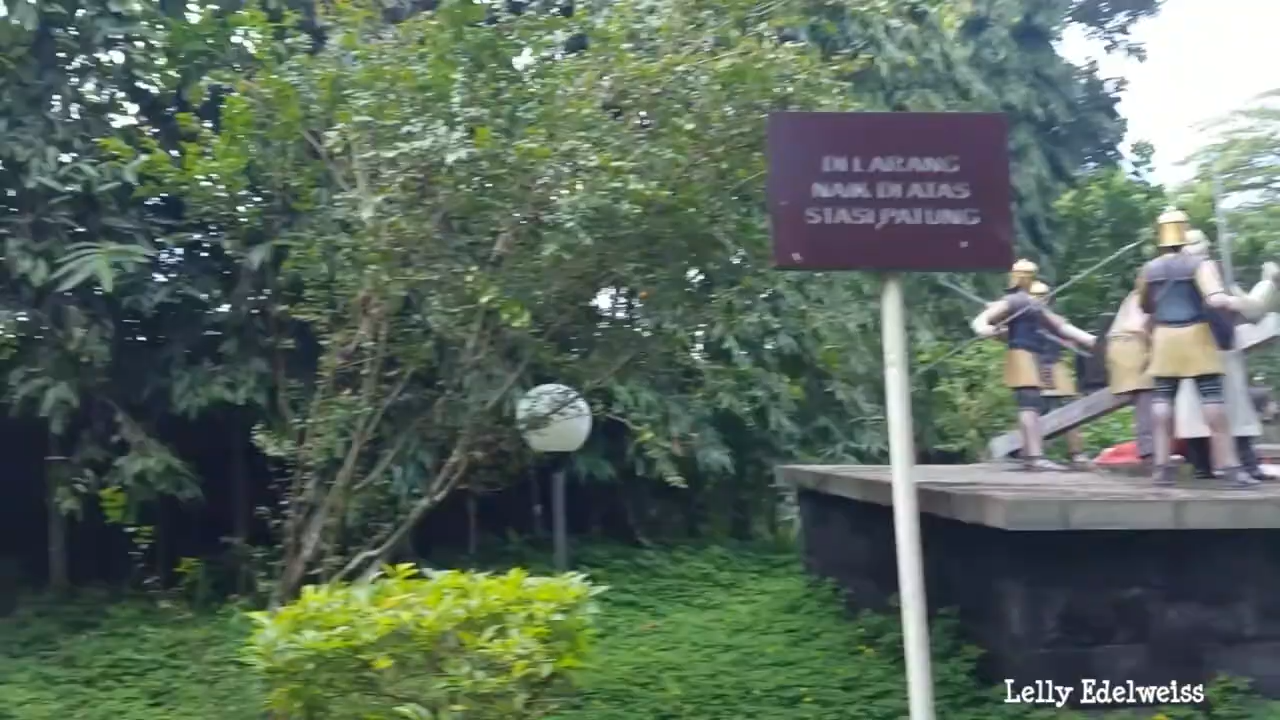 DI LARANG
NAIK DI ATAS
STASI PATUNG
Lelly Edelweiss